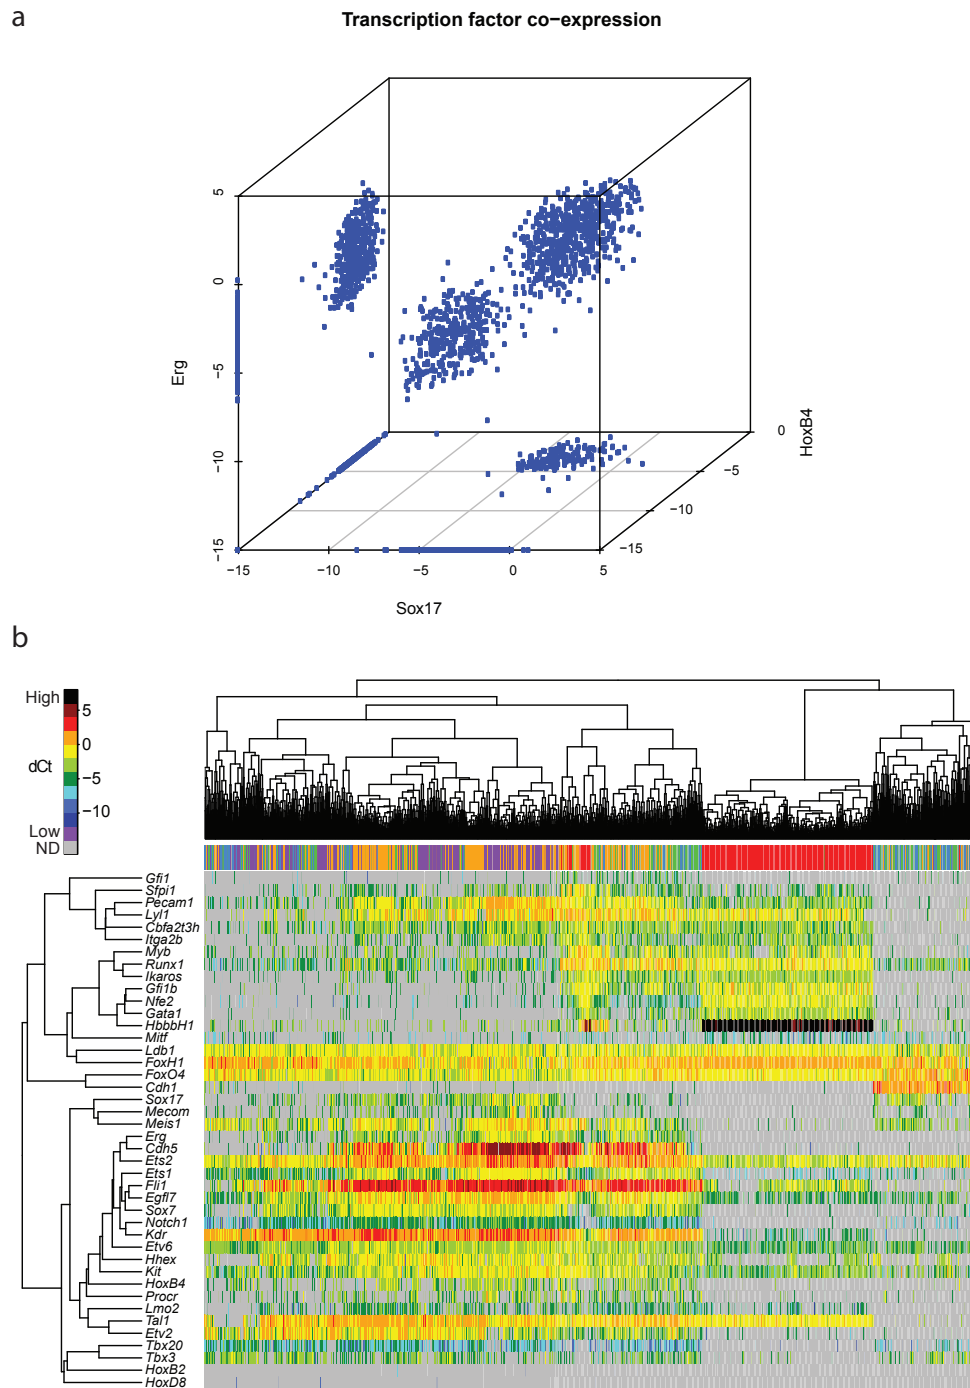 a
Transcription factor co−expression
5
0
−5
−10
−15
Erg
−15
−10
−5
0
5
Sox17
−15
−10
−5
0
HoxB4
b
High
5
0
dCt
−5
−10
Low
ND
Gfi1
Sfpi1
Pecam1
Lyl1
Cbfa2t3h
Itga2b
Myb
Runx1
Ikaros
Gfi1b
Nfe2
Gata1
HbbbH1
Mitf
Ldb1
FoxH1
FoxO4
Cdh1
Sox17
Mecom
Meis1
Erg
Cdh5
Ets2
Ets1
Fli1
Egfl7
Sox7
Notch1
Kdr
Etv6
Hhex
Kit
HoxB4
Procr
Lmo2
Tal1
Etv2
Tbx20
Tbx3
HoxB2
HoxD8